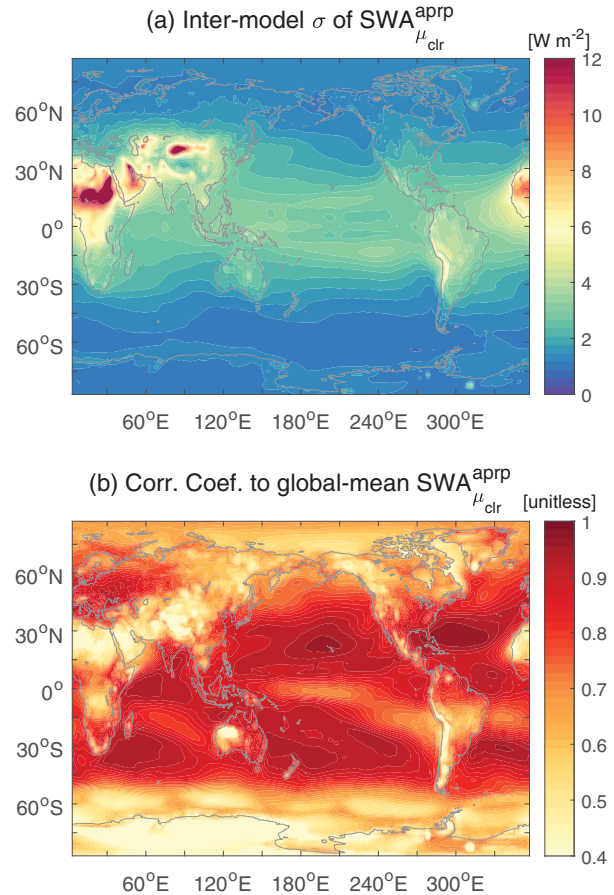 (a) Inter-model σ of SWA^aprp_μclr
[W m⁻²]
12
60°N
10
30°N
8
0°
6
30°S
4
60°S
2
0
60°E 120°E 180°E 240°E 300°E
(b) Corr. Coef. to global-mean SWA^aprp_μclr
[unitless]
1
60°N
0.9
30°N
0.8
0°
0.7
30°S
0.6
60°S
0.5
0.4
60°E 120°E 180°E 240°E 300°E